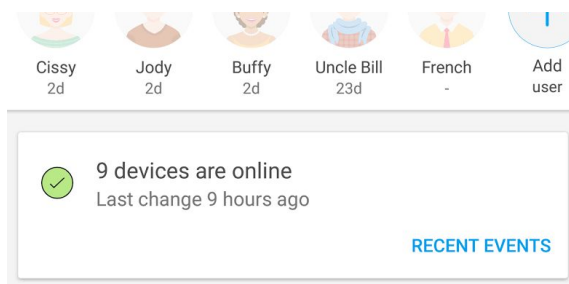 Cissy Jody Buffy Uncle Bill French Add
2d 2d 2d 23d - user
9 devices are online
Last change 9 hours ago
RECENT EVENTS